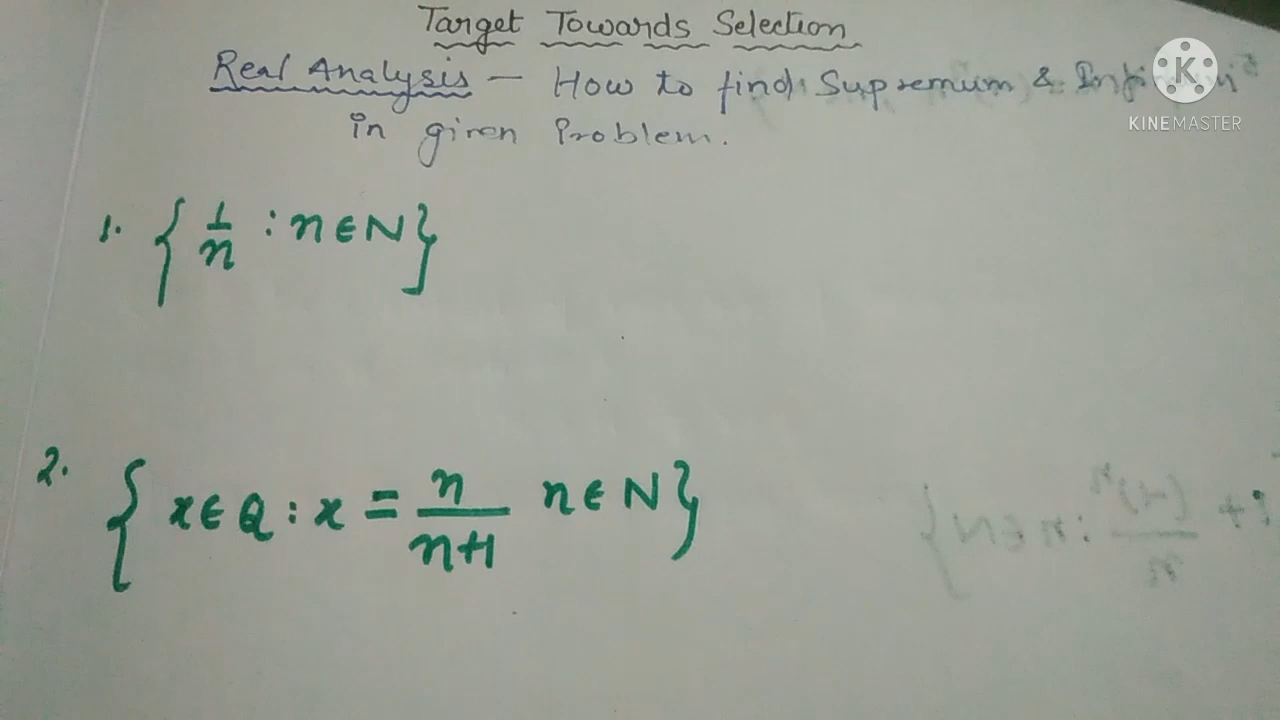 Target Towards Selection
Real Analysis – How to find Supremum &
in given Problem.
K
KINEMASTER
1. { 1/n : n ∈ N }
2. { x ∈ Q : x = n/n+1 n ∈ N }